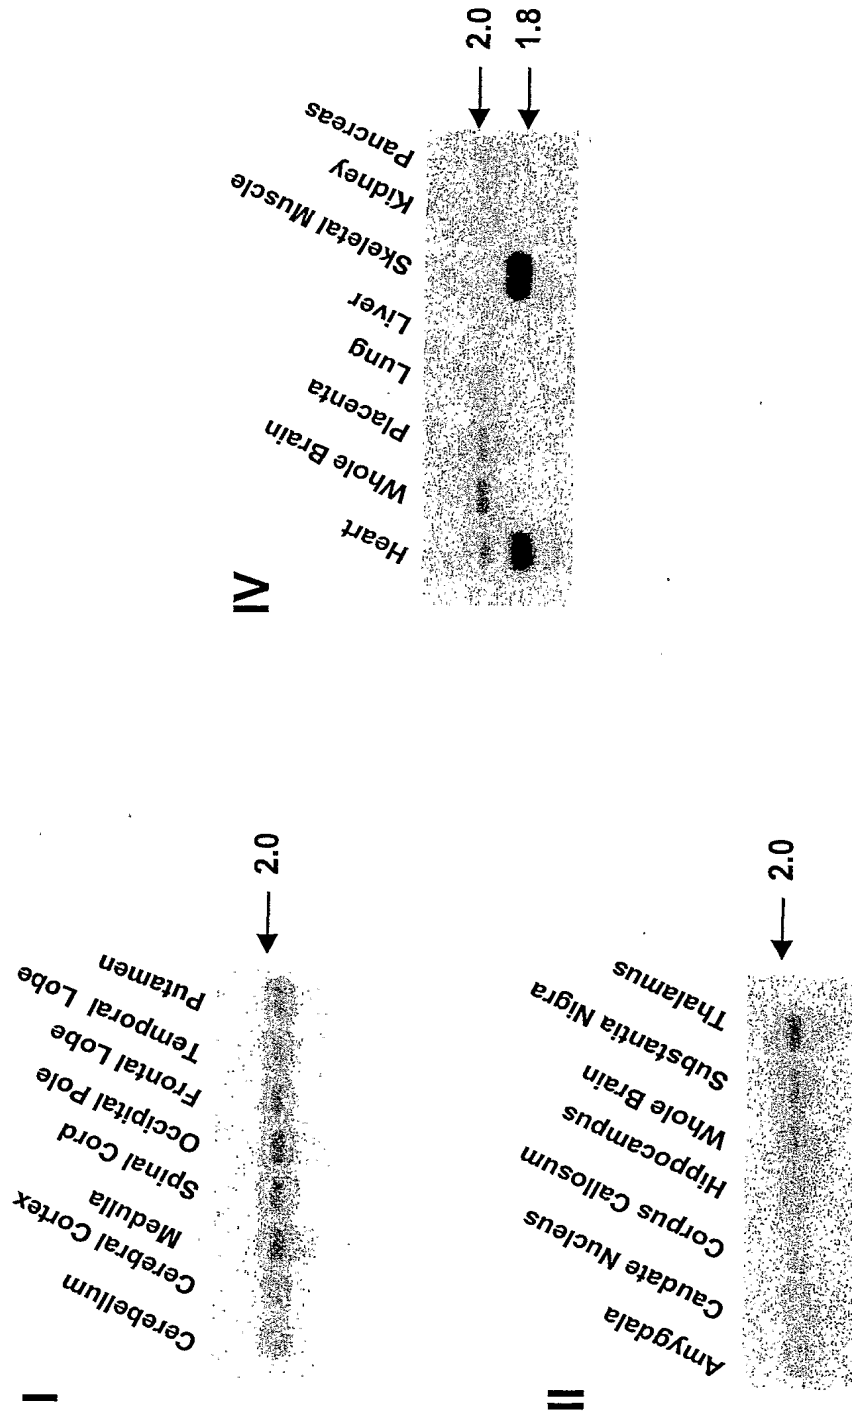 I
Cerebellum
Cerebral Cortex
Medulla
Spinal Cord
Occipital Pole
Frontal Lobe
Temporal Lobe
Putamen
2.0
II
Amygdala
Caudate Nucleus
Corpus Callosum
Hippocampus
Whole Brain
Substantia Nigra
Thalamus
2.0
IV
Heart
Whole Brain
Placenta
Lung
Liver
Skeletal Muscle
Kidney
Pancreas
2.0
1.8